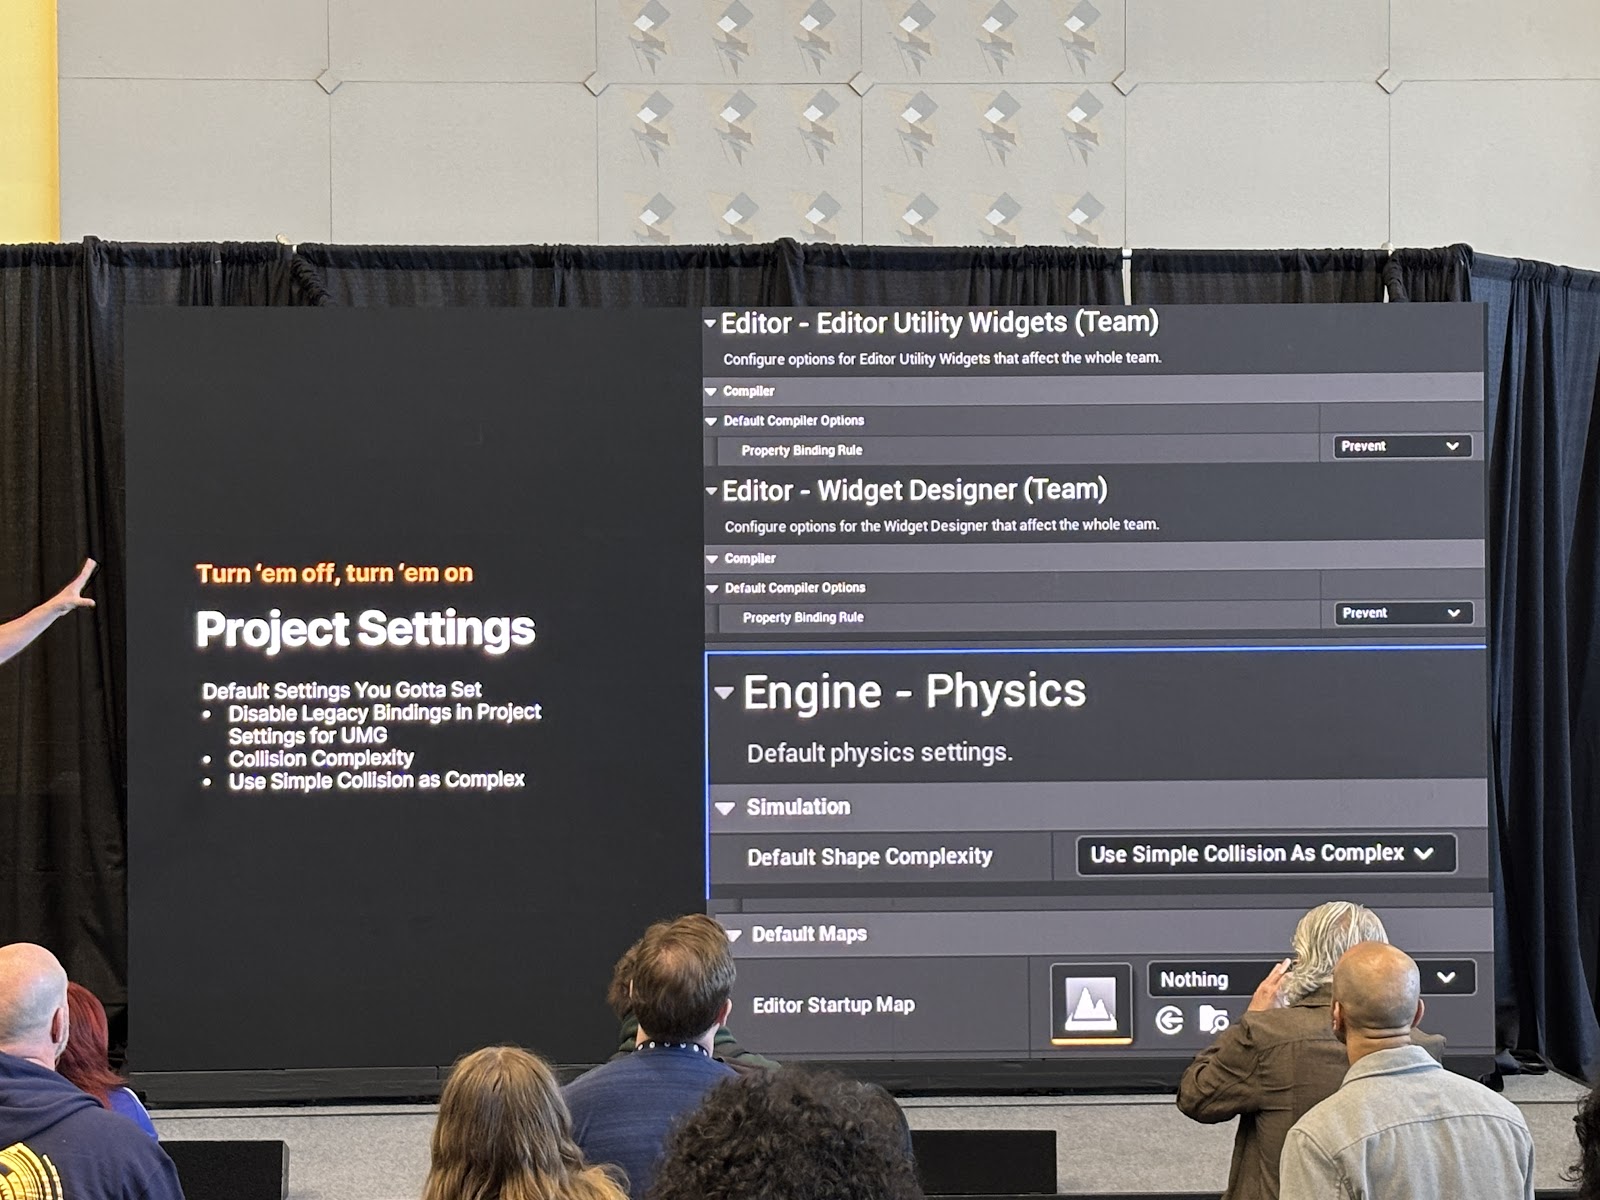 Turn ‘em off, turn ‘em on
Project Settings
Default Settings You Gotta Set
• Disable Legacy Bindings in Project
Settings for UMG
• Collision Complexity
• Use Simple Collision as Complex
Editor - Editor Utility Widgets (Team)
Configure options for Editor Utility Widgets that affect the whole team.
Compiler
Default Compiler Options
Property Binding Rule Prevent
Editor - Widget Designer (Team)
Configure options for the Widget Designer that affect the whole team.
Compiler
Default Compiler Options
Property Binding Rule Prevent
Engine - Physics
Default physics settings.
Simulation
Default Shape Complexity Use Simple Collision As Complex
Default Maps
Editor Startup Map Nothing